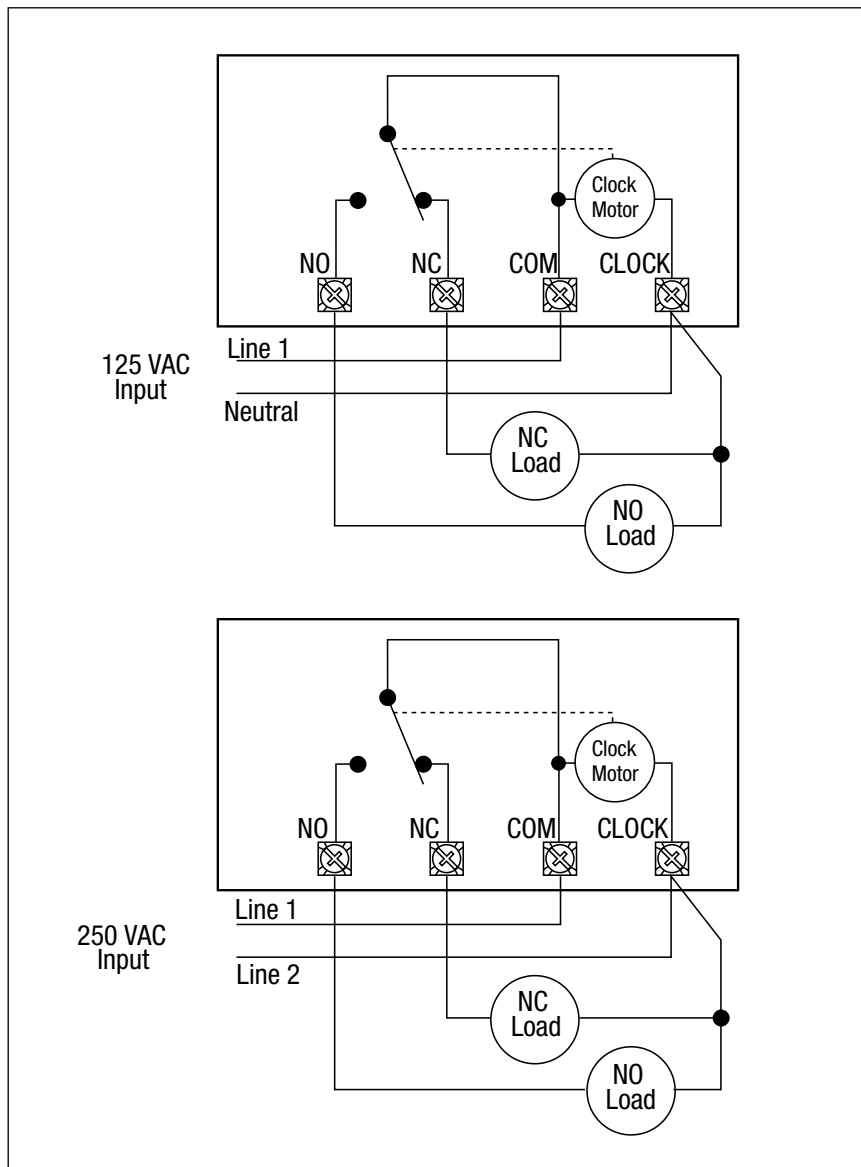 Clock
Motor
NO
NC
COM
CLOCK
125 VAC
Input
Line 1
Neutral
NC
Load
NO
Load
Clock
Motor
NO
NC
COM
CLOCK
250 VAC
Input
Line 1
Line 2
NC
Load
NO
Load